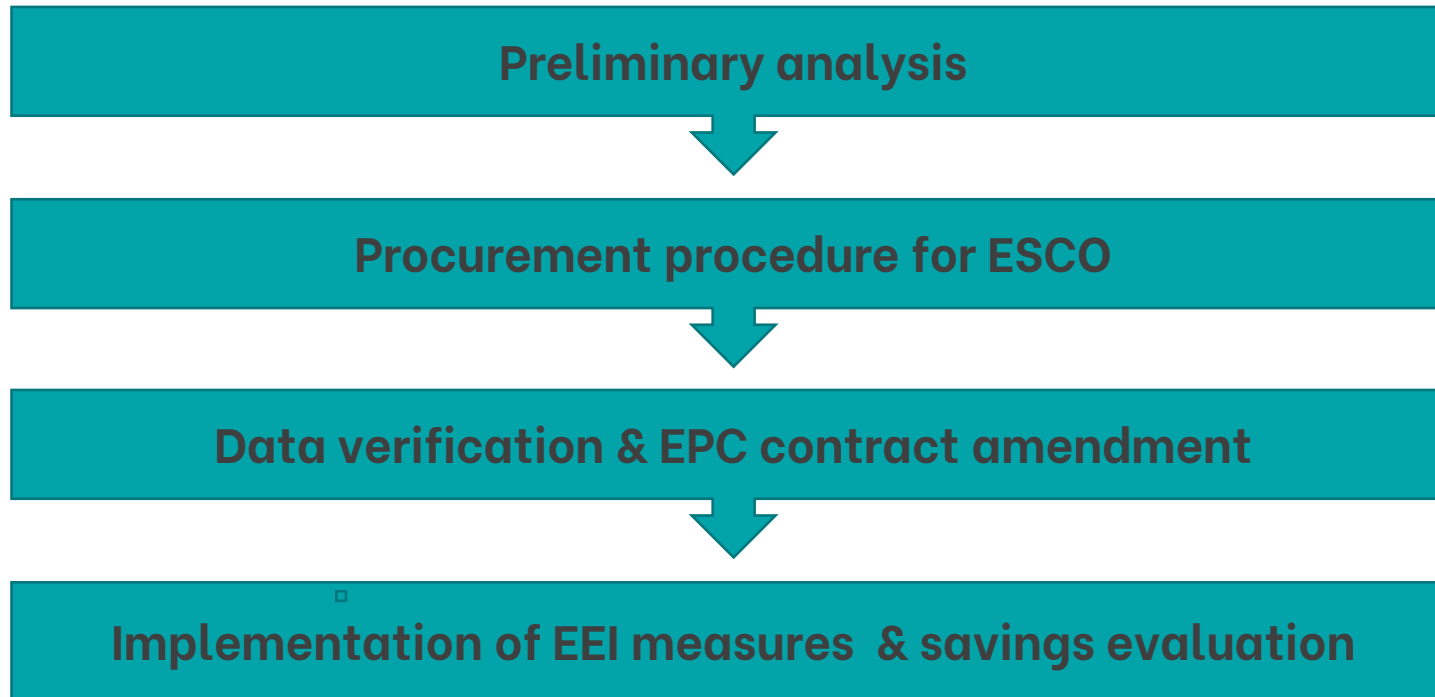 Preliminary analysis
Procurement procedure for ESCO
Data verification & EPC contract amendment
Implementation of EEI measures & savings evaluation